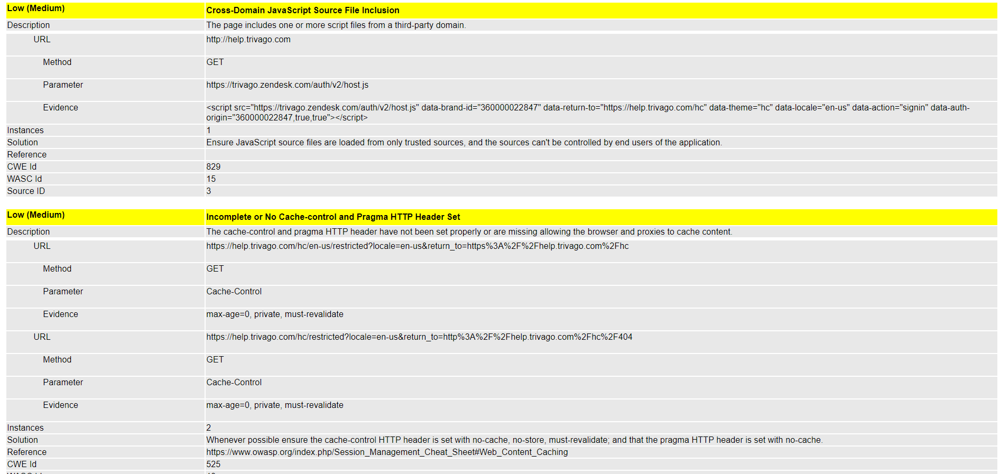 Low (Medium) Cross-Domain JavaScript Source File Inclusion
Description The page includes one or more script files from a third-party domain.
URL http://help.trivago.com
Method GET
Parameter https://trivago.zendesk.com/auth/v2/host.js
Evidence <script src="https://trivago.zendesk.com/auth/v2/host.js" data-brand-id="360000022847" data-return-to="https://help.trivago.com/hc" data-theme="hc" data-locale="en-us" data-action="signin" data-auth-
origin="360000022847,true,true"></script>
Instances 1
Solution Ensure JavaScript source files are loaded from only trusted sources, and the sources can't be controlled by end users of the application.
Reference
CWE Id 829
WASC Id 15
Source ID 3
Low (Medium) Incomplete or No Cache-control and Pragma HTTP Header Set
Description The cache-control and pragma HTTP header have not been set properly or are missing allowing the browser and proxies to cache content.
URL https://help.trivago.com/hc/en-us/restricted?locale=en-us&return_to=https%3A%2F%2Fhelp.trivago.com%2Fhc
Method GET
Parameter Cache-Control
Evidence max-age=0, private, must-revalidate
URL https://help.trivago.com/hc/restricted?locale=en-us&return_to=http%3A%2F%2Fhelp.trivago.com%2Fhc%2F404
Method GET
Parameter Cache-Control
Evidence max-age=0, private, must-revalidate
Instances 2
Solution Whenever possible ensure the cache-control HTTP header is set with no-cache, no-store, must-revalidate; and that the pragma HTTP header is set with no-cache.
Reference https://www.owasp.org/index.php/Session_Management_Cheat_Sheet#Web_Content_Caching
CWE Id 525